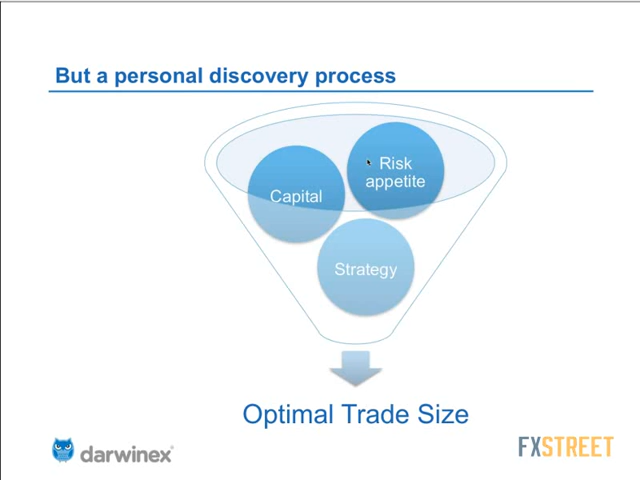 But a personal discovery process
Risk
appetite
Capital
Strategy
Optimal Trade Size
darwinex®
FXSTREET